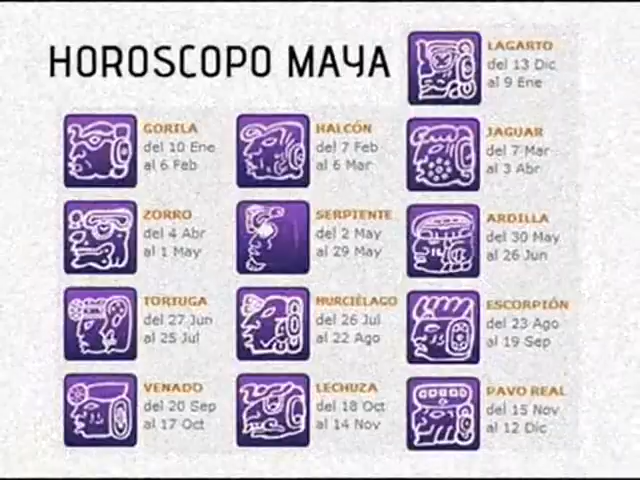 HOROSCOPO MAYA
LAGARTO
del 13 Dic
al 9 Ene
GORILA
del 10 Ene
al 6 Feb
HALCÓN
del 7 Feb
al 6 Mar
JAGUAR
del 7 Mar
al 3 Abr
ZORRO
del 4 Abr
al 1 May
SERPIENTE
del 2 May
al 29 May
ARDILLA
del 30 May
al 26 Jun
TORTUGA
del 27 Jun
al 25 Jul
MURCIÉLAGO
del 26 Jul
al 22 Ago
ESCORPIÓN
del 23 Ago
al 19 Sep
VENADO
del 20 Sep
al 17 Oct
LECHUZA
del 18 Oct
al 14 Nov
PAVO REAL
del 15 Nov
al 12 Dic